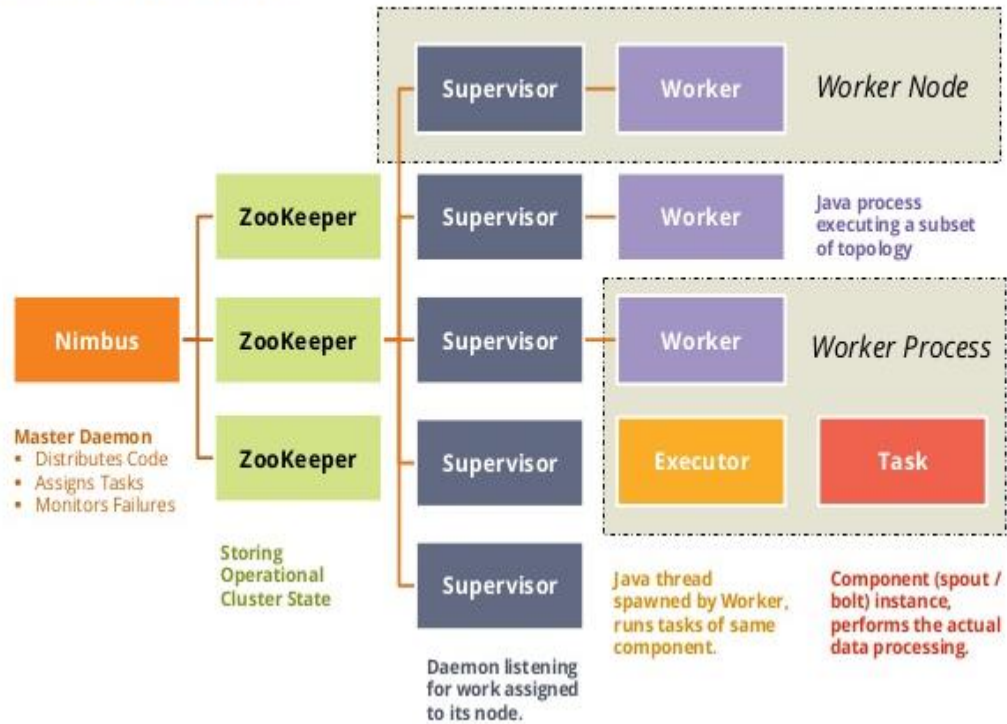 Supervisor
Worker
Worker Node
ZooKeeper
Supervisor
Worker
Java process
executing a subset
of topology
Nimbus
ZooKeeper
Supervisor
Worker
Worker Process
Master Daemon
▪ Distributes Code
▪ Assigns Tasks
▪ Monitors Failures
ZooKeeper
Supervisor
Executor
Task
Storing
Operational
Cluster State
Supervisor
Java thread
spawned by Worker,
runs tasks of same
component.
Component (spout /
bolt) instance,
performs the actual
data processing.
Daemon listening
for work assigned
to its node.